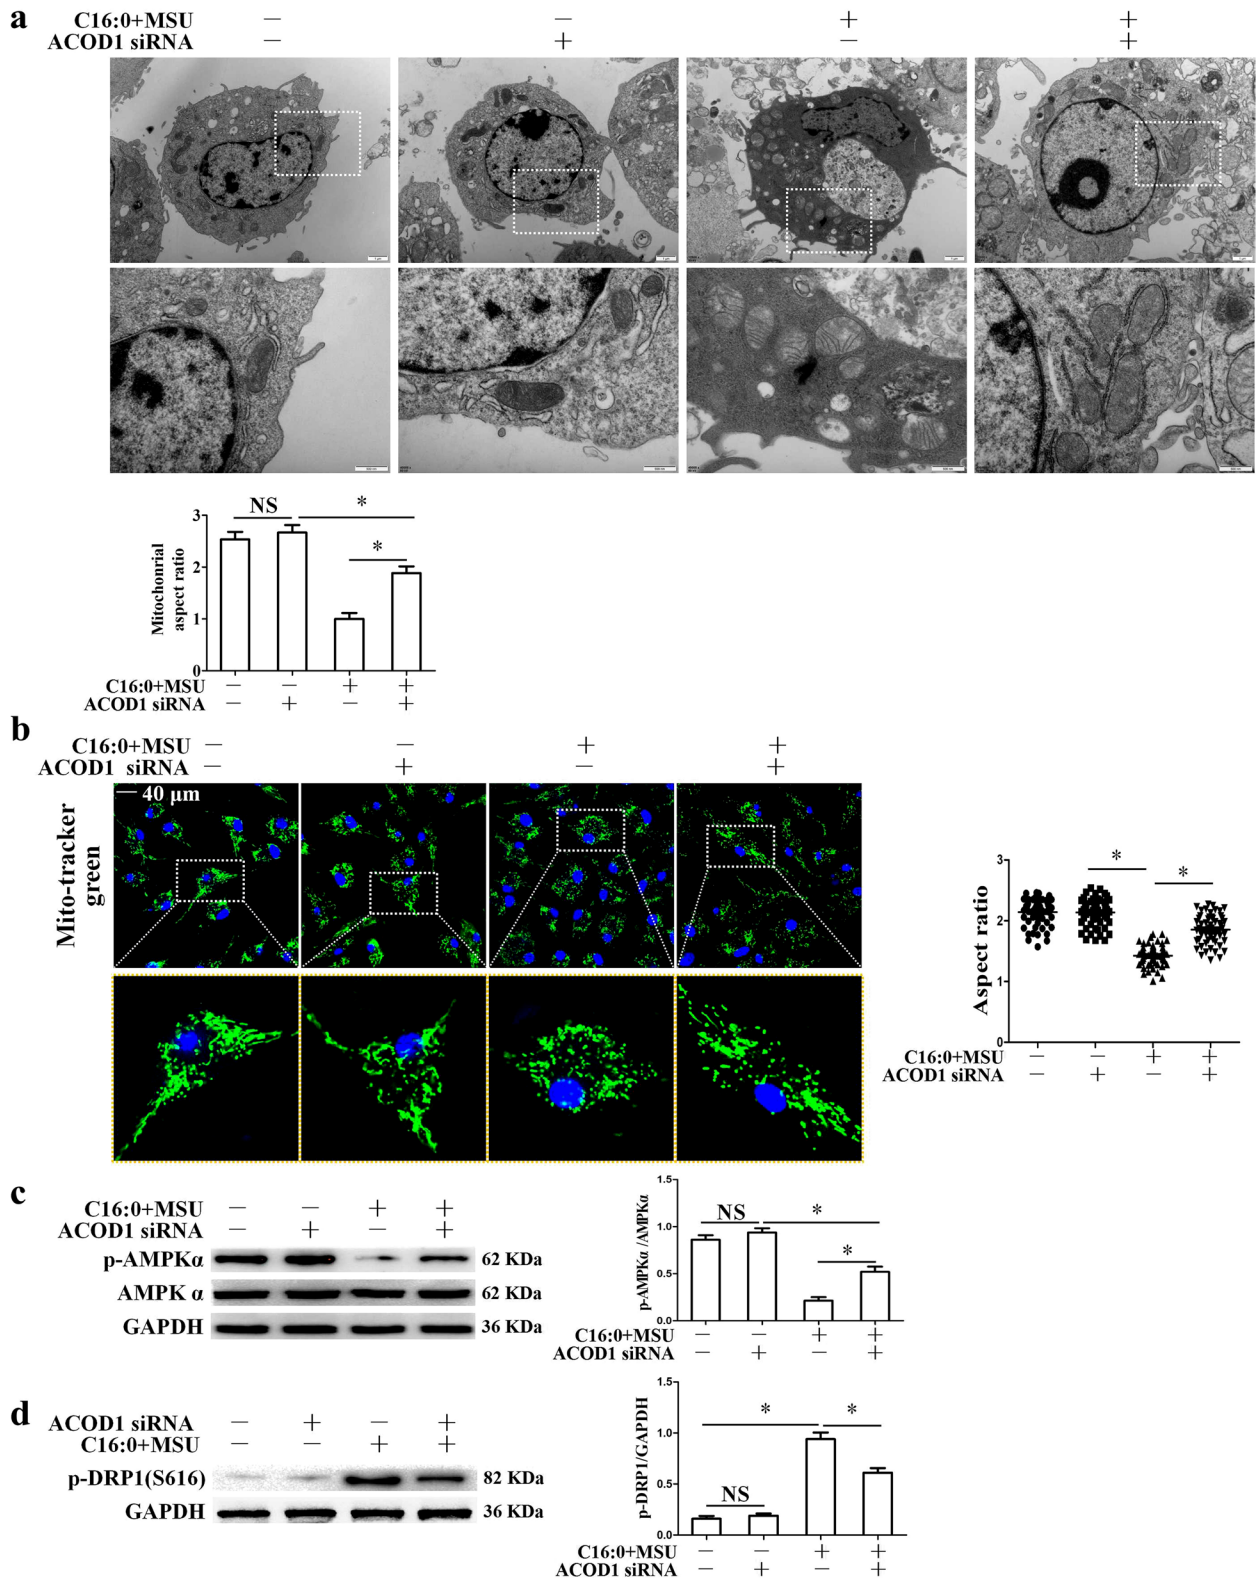 a
C16:0+MSU — — + +
ACOD1 siRNA — + — +
NS
*
*
3
2
1
0
Mitochonrial
aspect ratio
C16:0+MSU — — + +
ACOD1 siRNA — + — +
b
C16:0+MSU — — + +
ACOD1 siRNA — + — +
40 μm
Mito-tracker
green
*
*
3
2
1
0
Aspect ratio
C16:0+MSU — — + +
ACOD1 siRNA — + — +
c
C16:0+MSU — — + +
ACOD1 siRNA — + — +
p-AMPKα 62 KDa
AMPK α 62 KDa
GAPDH 36 KDa
NS
*
*
1.5
1.0
0.5
0.0
p-AMPKα /AMPKα
C16:0+MSU — — + +
ACOD1 siRNA — + — +
d
ACOD1 siRNA — + — +
C16:0+MSU — — + +
p-DRP1(S616) 82 KDa
GAPDH 36 KDa
NS
*
*
1.5
1.0
0.5
0.0
p-DRP1/GAPDH
C16:0+MSU — — + +
ACOD1 siRNA — + — +